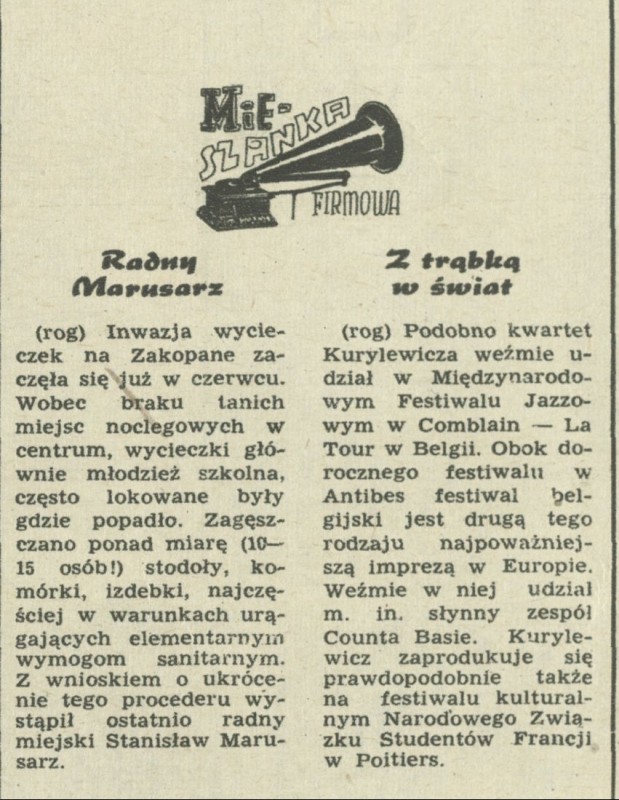 MIE-
SZANKA
FIRMOWA
Radny
Marusarz
(rog) Inwazja wycie-
czek na Zakopane za-
częła się już w czerwcu.
Wobec braku tanich
miejsc noclegowych w
centrum, wycieczki głó-
wnie młodzież szkolna,
często lokowane były
gdzie popadło. Zagęsz-
czano ponad miarę (10—
15 osób!) stodoły, ko-
mórki, izdebki, najczę-
ściej w warunkach urą-
gających elementarnym
wymogom sanitarnym.
Z wnioskiem o ukróce-
nie tego procederu wy-
stąpił ostatnio radny
miejski Stanisław Maru-
sarz.
Z trąbką
w świat
(rog) Podobno kwartet
Kurylewicza weźmie u-
dział w Międzynarodo-
wym Festiwalu Jazzo-
wym w Comblain — La
Tour w Belgii. Obok do-
rocznego festiwalu w
Antibes festiwal bel-
gijski jest drugą tego
rodzaju najpoważniej-
szą imprezą w Europie.
Weźmie w niej udział
m. in. słynny zespół
Counta Basie. Kuryle-
wicz zaprodukuje się
prawdopodobnie także
na festiwalu kultural-
nym Narodowego Zwią-
zku Studentów Francji
w Poitiers.